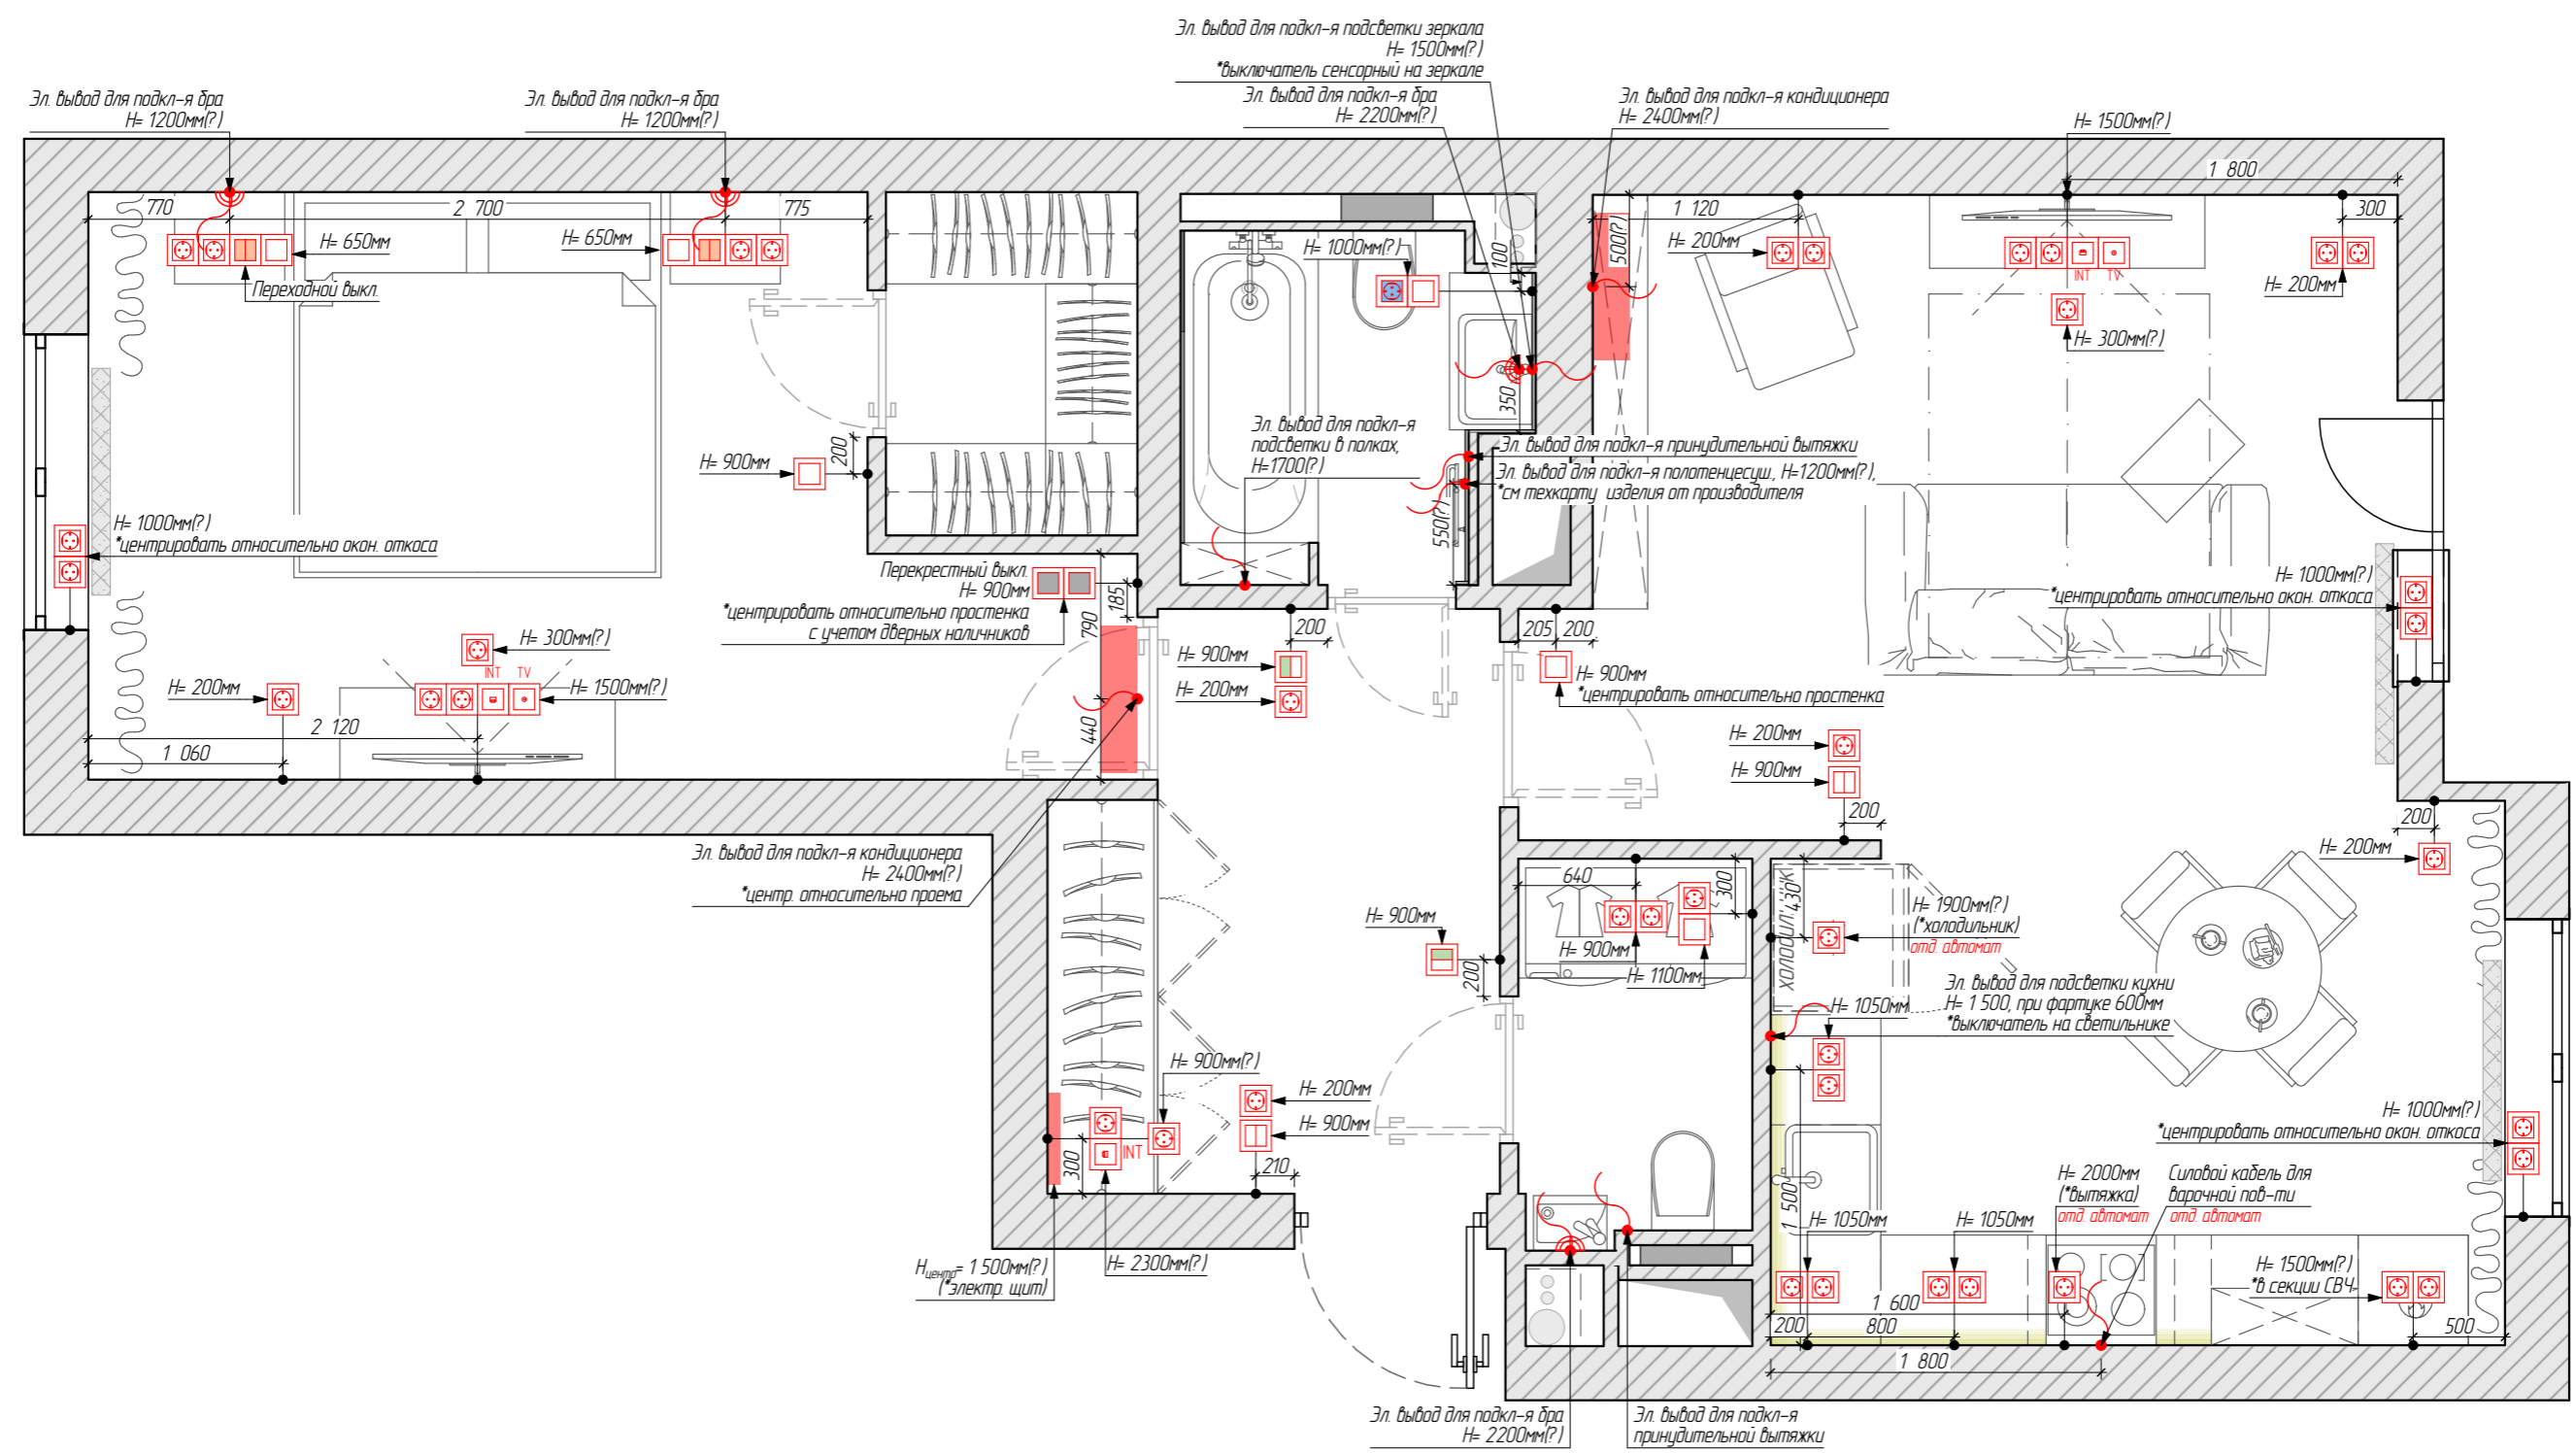 Эл. вывод для подкл-я подсветки зеркала
H= 1500мм(?)
*выключатель сенсорный на зеркале
Эл. вывод для подкл-я бра
H= 2200мм(?)
Эл. вывод для подкл-я бра
H= 1200мм(?)
Эл. вывод для подкл-я бра
H= 1200мм(?)
Эл. вывод для подкл-я кондиционера
H= 2400мм(?)
H= 1500мм(?)
1 800
770
2 700
775
1 120
300
H= 650мм
H= 650мм
H= 1000мм(?)
100
500(?)
H= 200мм
INT
TV
H= 200мм
Переходной выкл.
H= 300мм(?)
350
Эл. вывод для подкл-я
подсветки в полках,
H=1700(?)
Эл. вывод для подкл-я принудительной вытяжки
Эл. вывод для подкл-я полотенцесуш., H=1200мм(?),
*см техкарту изделия от производителя
H= 900мм
200
550(?)
H= 1000мм(?)
*центрировать относительно окон. откоса
Перекрестный выкл.
H= 900мм
*центрировать относительно простенка
с учетом дверных наличников
185
790
440
H= 1000мм(?)
*центрировать относительно окон. откоса
200
205
200
H= 300мм(?)
INT
TV
H= 200мм
H= 1500мм(?)
H= 900мм
H= 200мм
H= 900мм
*центрировать относительно простенка
2 120
1 060
H= 200мм
H= 900мм
200
200
H= 200мм
Эл. вывод для подкл-я кондиционера
H= 2400мм(?)
*центр. относительно проема
640
300
430
ХОЛОДИЛ-ИК
H= 900мм
200
H= 900мм
H= 1100мм
H= 1900мм(?)
(*холодильник)
отд. автомат
Эл. вывод для подсветки кухни
H= 1 500, при фартуке 600мм
*выключатель на светильнике
H= 1050мм
H= 900мм(?)
H= 200мм
H= 900мм
INT
300
210
H= 1000мм(?)
*центрировать относительно окон. откоса
1 500
H= 1050мм
H= 1050мм
H= 2000мм
(*вытяжка)
отд. автомат
Силовой кабель для
варочной пов-ти
отд. автомат
Hцентр= 1 500мм(?)
(*электр. щит)
H= 2300мм(?)
H= 1500мм(?)
*в секции СВЧ
1 600
200
800
500
1 800
Эл. вывод для подкл-я бра
H= 2200мм(?)
Эл. вывод для подкл-я
принудительной вытяжки